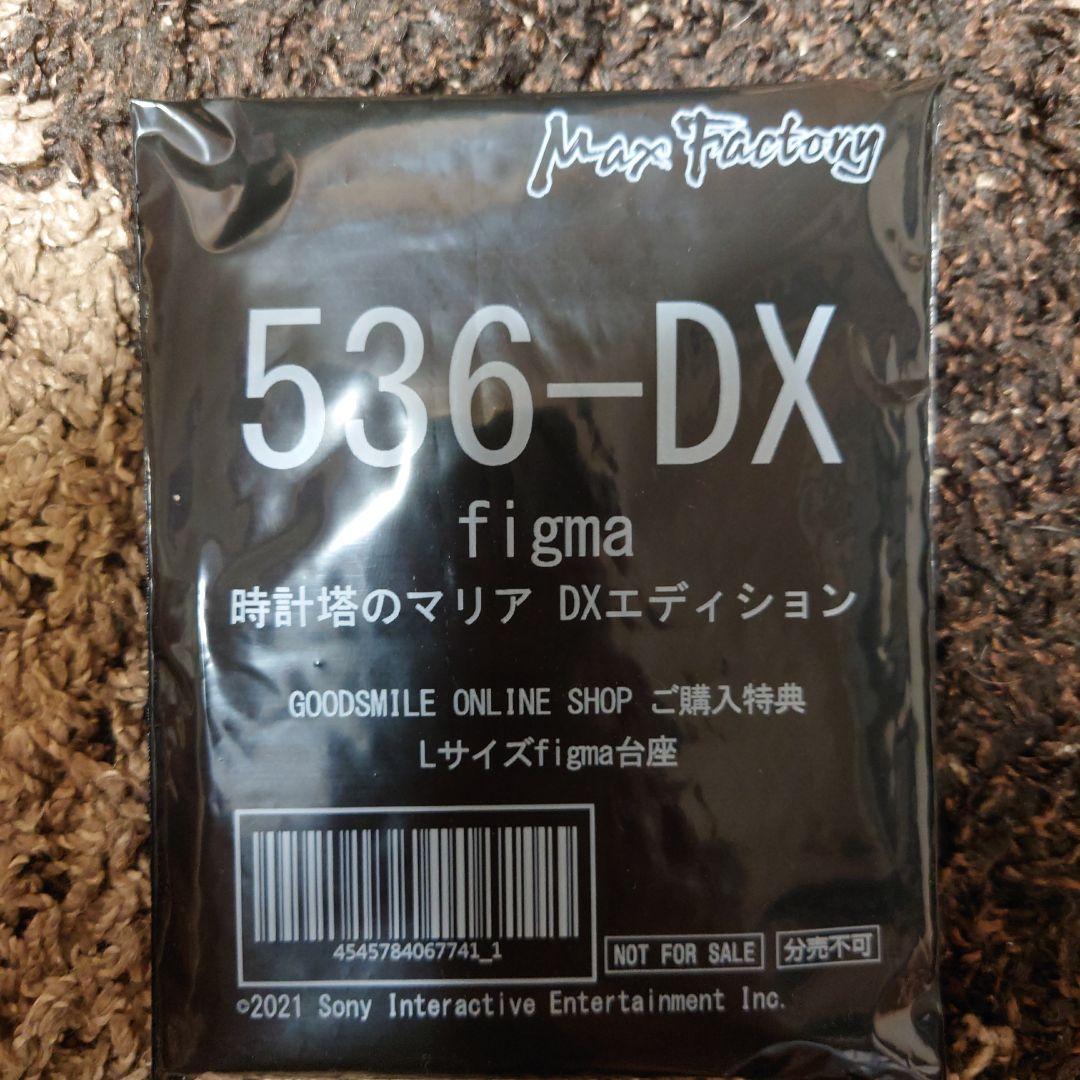 Max Factory
536-DX
figma
時計塔のマリア DXエディション
GOODSMILE ONLINE SHOP ご購入特典
Lサイズfigma台座
4545784067741_1
NOT FOR SALE
分売不可
©2021 Sony Interactive Entertainment Inc.